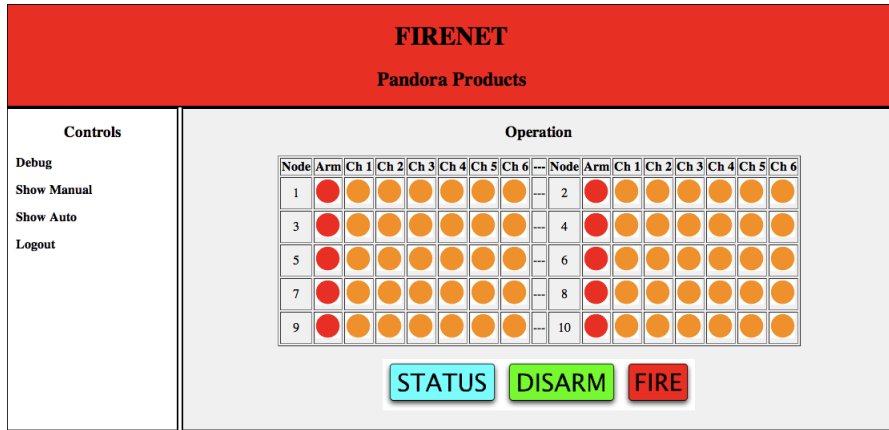 FIRENET
Pandora Products
Controls
Debug
Show Manual
Show Auto
Logout
Operation
Node Arm Ch 1 Ch 2 Ch 3 Ch 4 Ch 5 Ch 6 --- Node Arm Ch 1 Ch 2 Ch 3 Ch 4 Ch 5 Ch 6
1 --- 2
3 --- 4
5 --- 6
7 --- 8
9 --- 10
STATUS DISARM FIRE